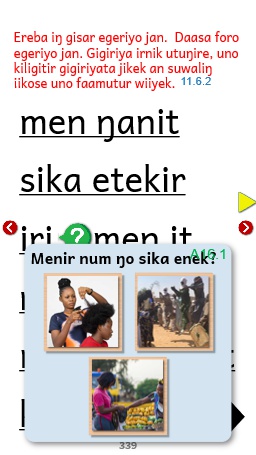 Ereba iŋ gisar egeriyo jan. Daasa foro
egeriyo jan. Gigiriya irnik utuŋire, uno
kiligitir gigiriyata jikek an suwaliŋ
iikose uno faamutur wiiyek. 11.6.2
men ŋanit
sika etekir
iri men it
A16.1
Menir num ŋo sika enek?
339